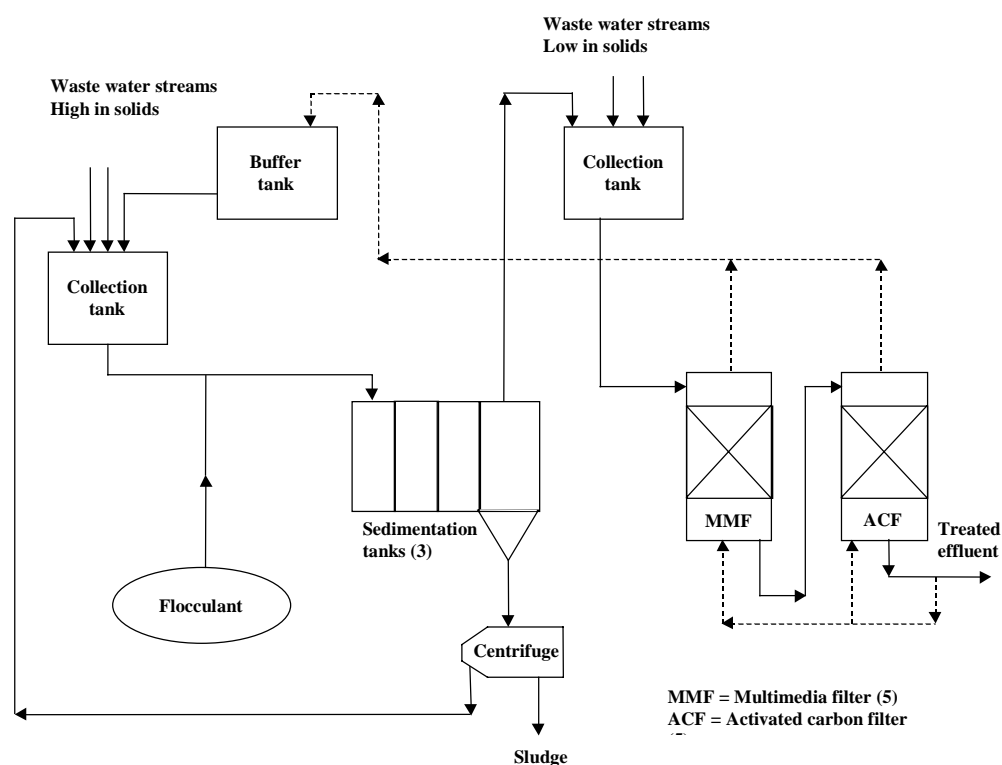 Waste water streams
Low in solids
Waste water streams
High in solids
Buffer
tank
Collection
tank
Collection
tank
Sedimentation
tanks (3)
MMF
ACF
Treated
effluent
Flocculant
Centrifuge
MMF = Multimedia filter (5)
ACF = Activated carbon filter
Sludge